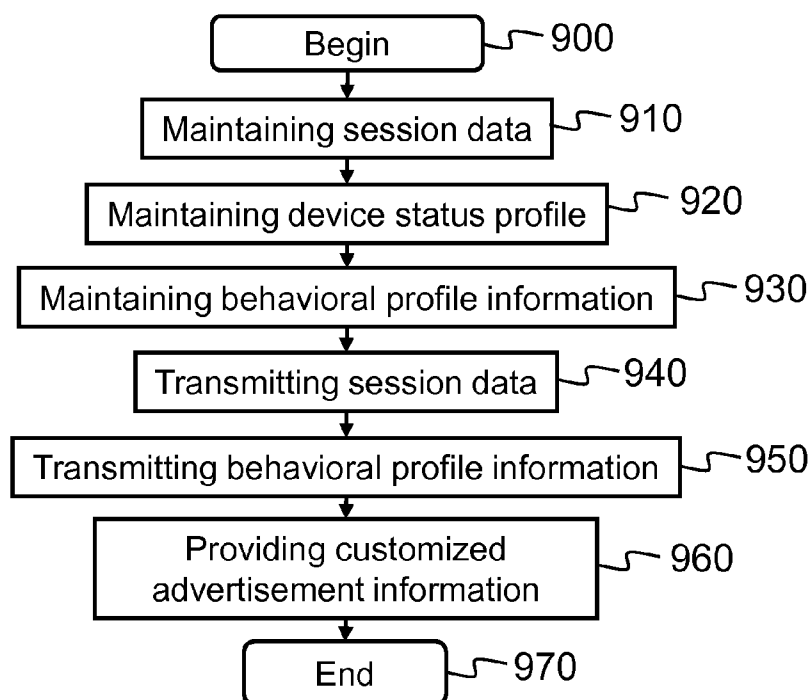 Begin 900
Maintaining session data 910
Maintaining device status profile 920
Maintaining behavioral profile information 930
Transmitting session data 940
Transmitting behavioral profile information 950
Providing customized
advertisement information 960
End 970